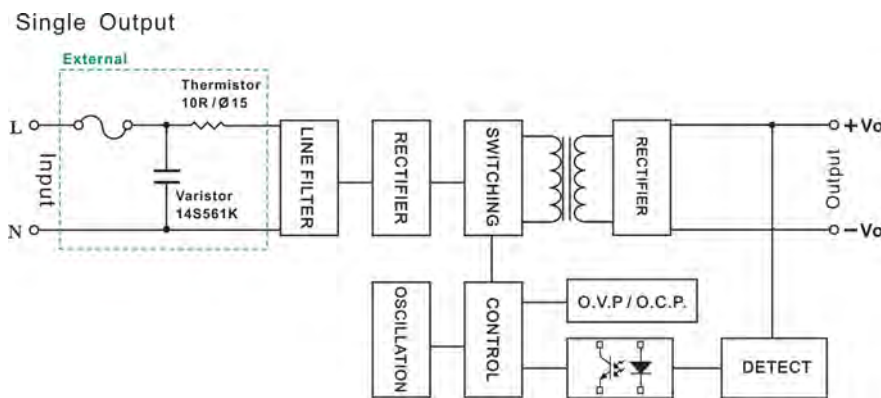 Single Output
External
Thermistor
10R / Ø 15
L
Input
N
Varistor
14S561K
LINE FILTER
RECTIFIER
SWITCHING
RECTIFIER
+Vo
Output
-Vo
OSCILLATION
CONTROL
O.V.P / O.C.P.
DETECT